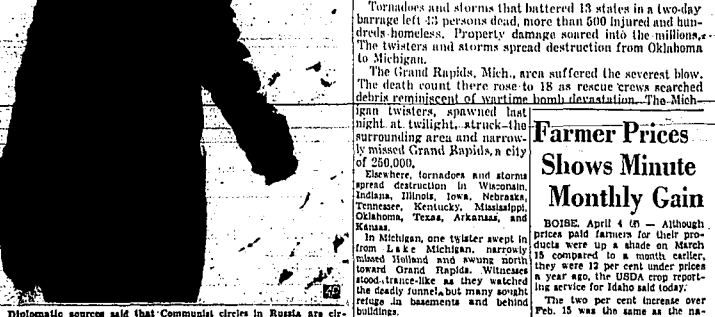 Tornadoes and storms that battered 13 states in a two-day
barrage left 43 persons dead, more than 500 injured and hun-
dreds homeless. Property damage soared into the millions.
The twisters and storms spread destruction from Oklahoma
to Michigan.
The Grand Rapids, Mich., area suffered the severest blow.
The death count there rose to 18 as rescue crews searched
debris reminiscent of wartime bomb devastation. The Mich-
igan twisters, spawned last
night at twilight, struck the
surrounding area and narrow-
ly missed Grand Rapids, a city
of 250,000.
Elsewhere, tornadoes and storms
spread destruction in Wisconsin,
Indiana, Illinois, Iowa, Nebraska,
Tennessee, Kentucky, Mississippi,
Oklahoma, Texas, Arkansas, and
Kansas.
In Michigan, one twister swept in
from Lake Michigan, narrowly
missed Holland and swung north
toward Grand Rapids. Witnesses
stood trance-like as they watched
the deadly funnel, but many sought
refuge in basements and behind
buildings.
Farmer Prices
Shows Minute
Monthly Gain
BOISE, April 4 (AP) — Although
prices paid farmers for their pro-
ducts were up a shade on March
15 compared to a month earlier,
they were 12 per cent under prices
a year ago, the USDA crop report-
ing service for Idaho said today.
The two per cent increase over
Feb. 15 was the same as the na-
Diplomatic sources said that Communist circles in Russia are cir-